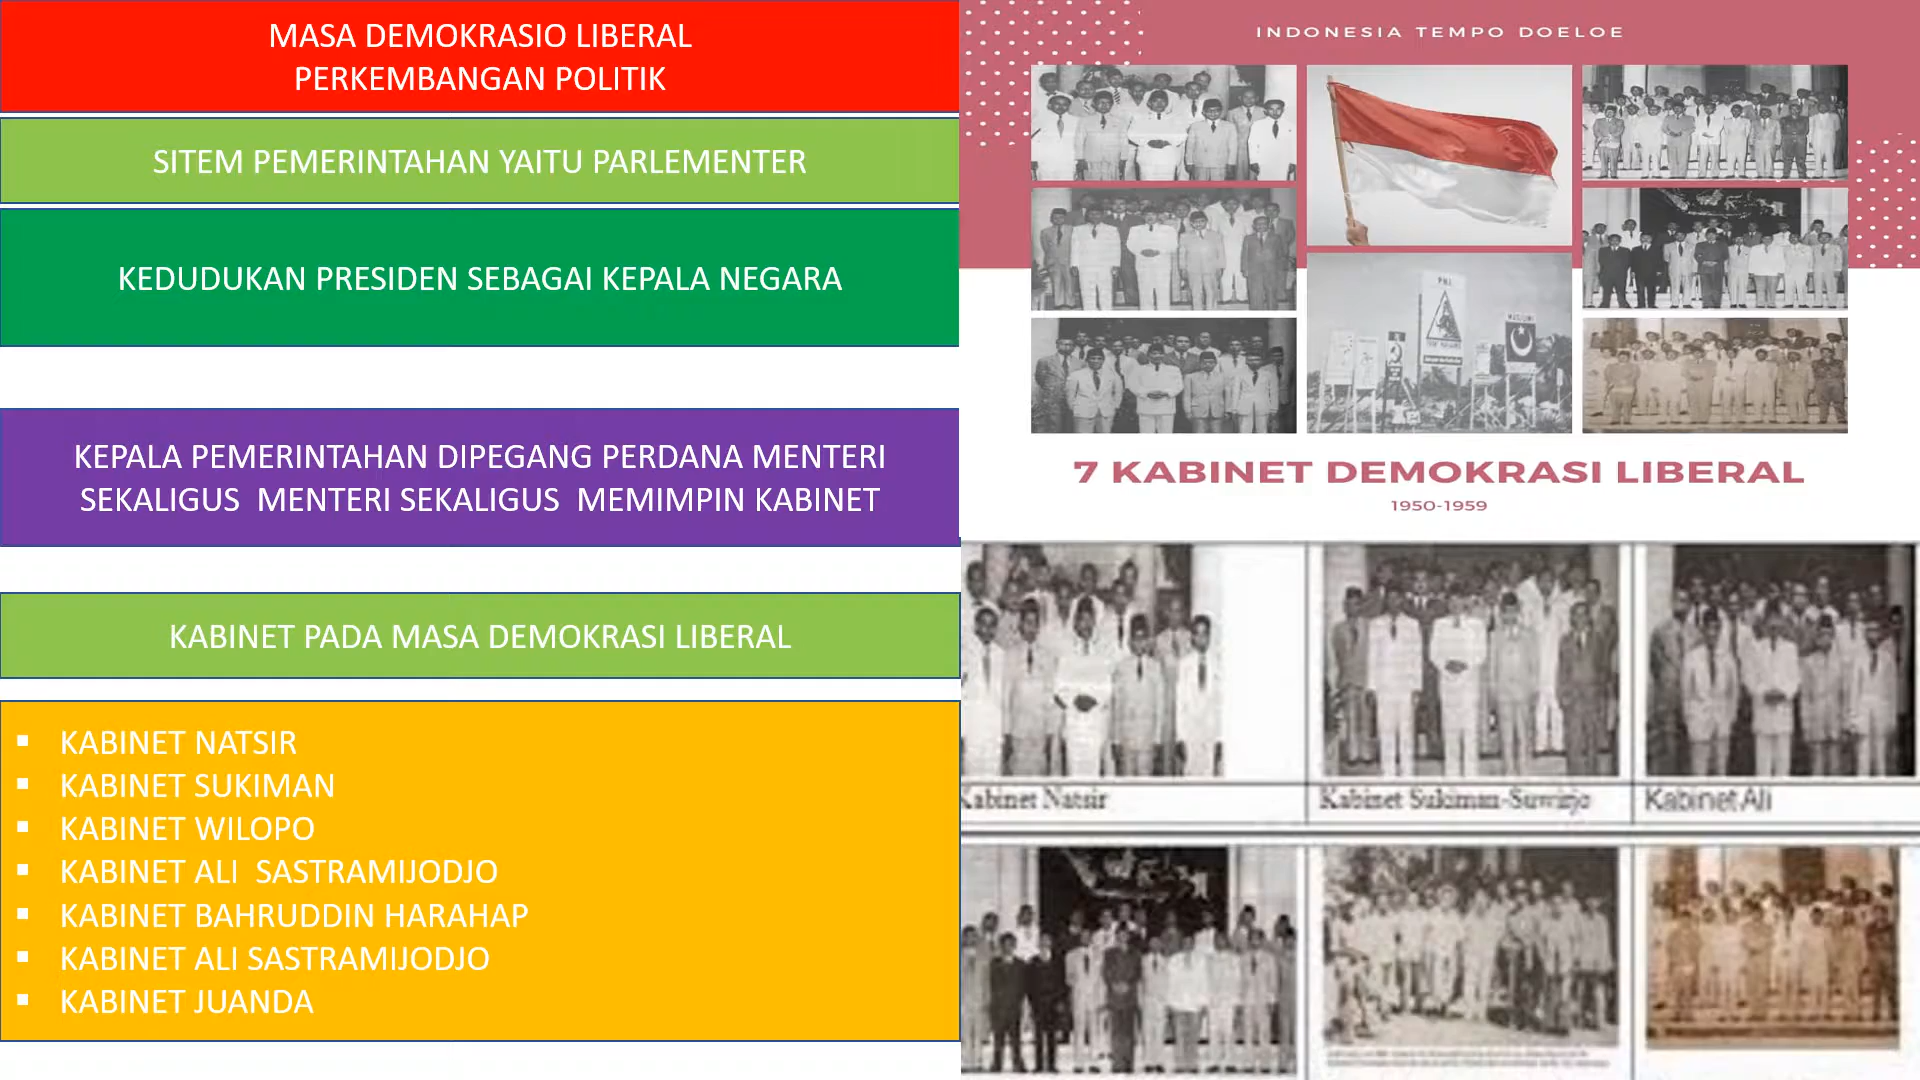 MASA DEMOKRASIO LIBERAL
PERKEMBANGAN POLITIK
SITEM PEMERINTAHAN YAITU PARLEMENTER
KEDUDUKAN PRESIDEN SEBAGAI KEPALA NEGARA
KEPALA PEMERINTAHAN DIPEGANG PERDANA MENTERI
SEKALIGUS MENTERI SEKALIGUS MEMIMPIN KABINET
KABINET PADA MASA DEMOKRASI LIBERAL
▪ KABINET NATSIR
▪ KABINET SUKIMAN
▪ KABINET WILOPO
▪ KABINET ALI SASTRAMIJODJO
▪ KABINET BAHRUDDIN HARAHAP
▪ KABINET ALI SASTRAMIJODJO
▪ KABINET JUANDA
INDONESIA TEMPO DOELOE
PNI
MASJUMI
7 KABINET DEMOKRASI LIBERAL
1950-1959
Kabinet Natsir
Kabinet Sukiman-Suwirjo
Kabinet Ali